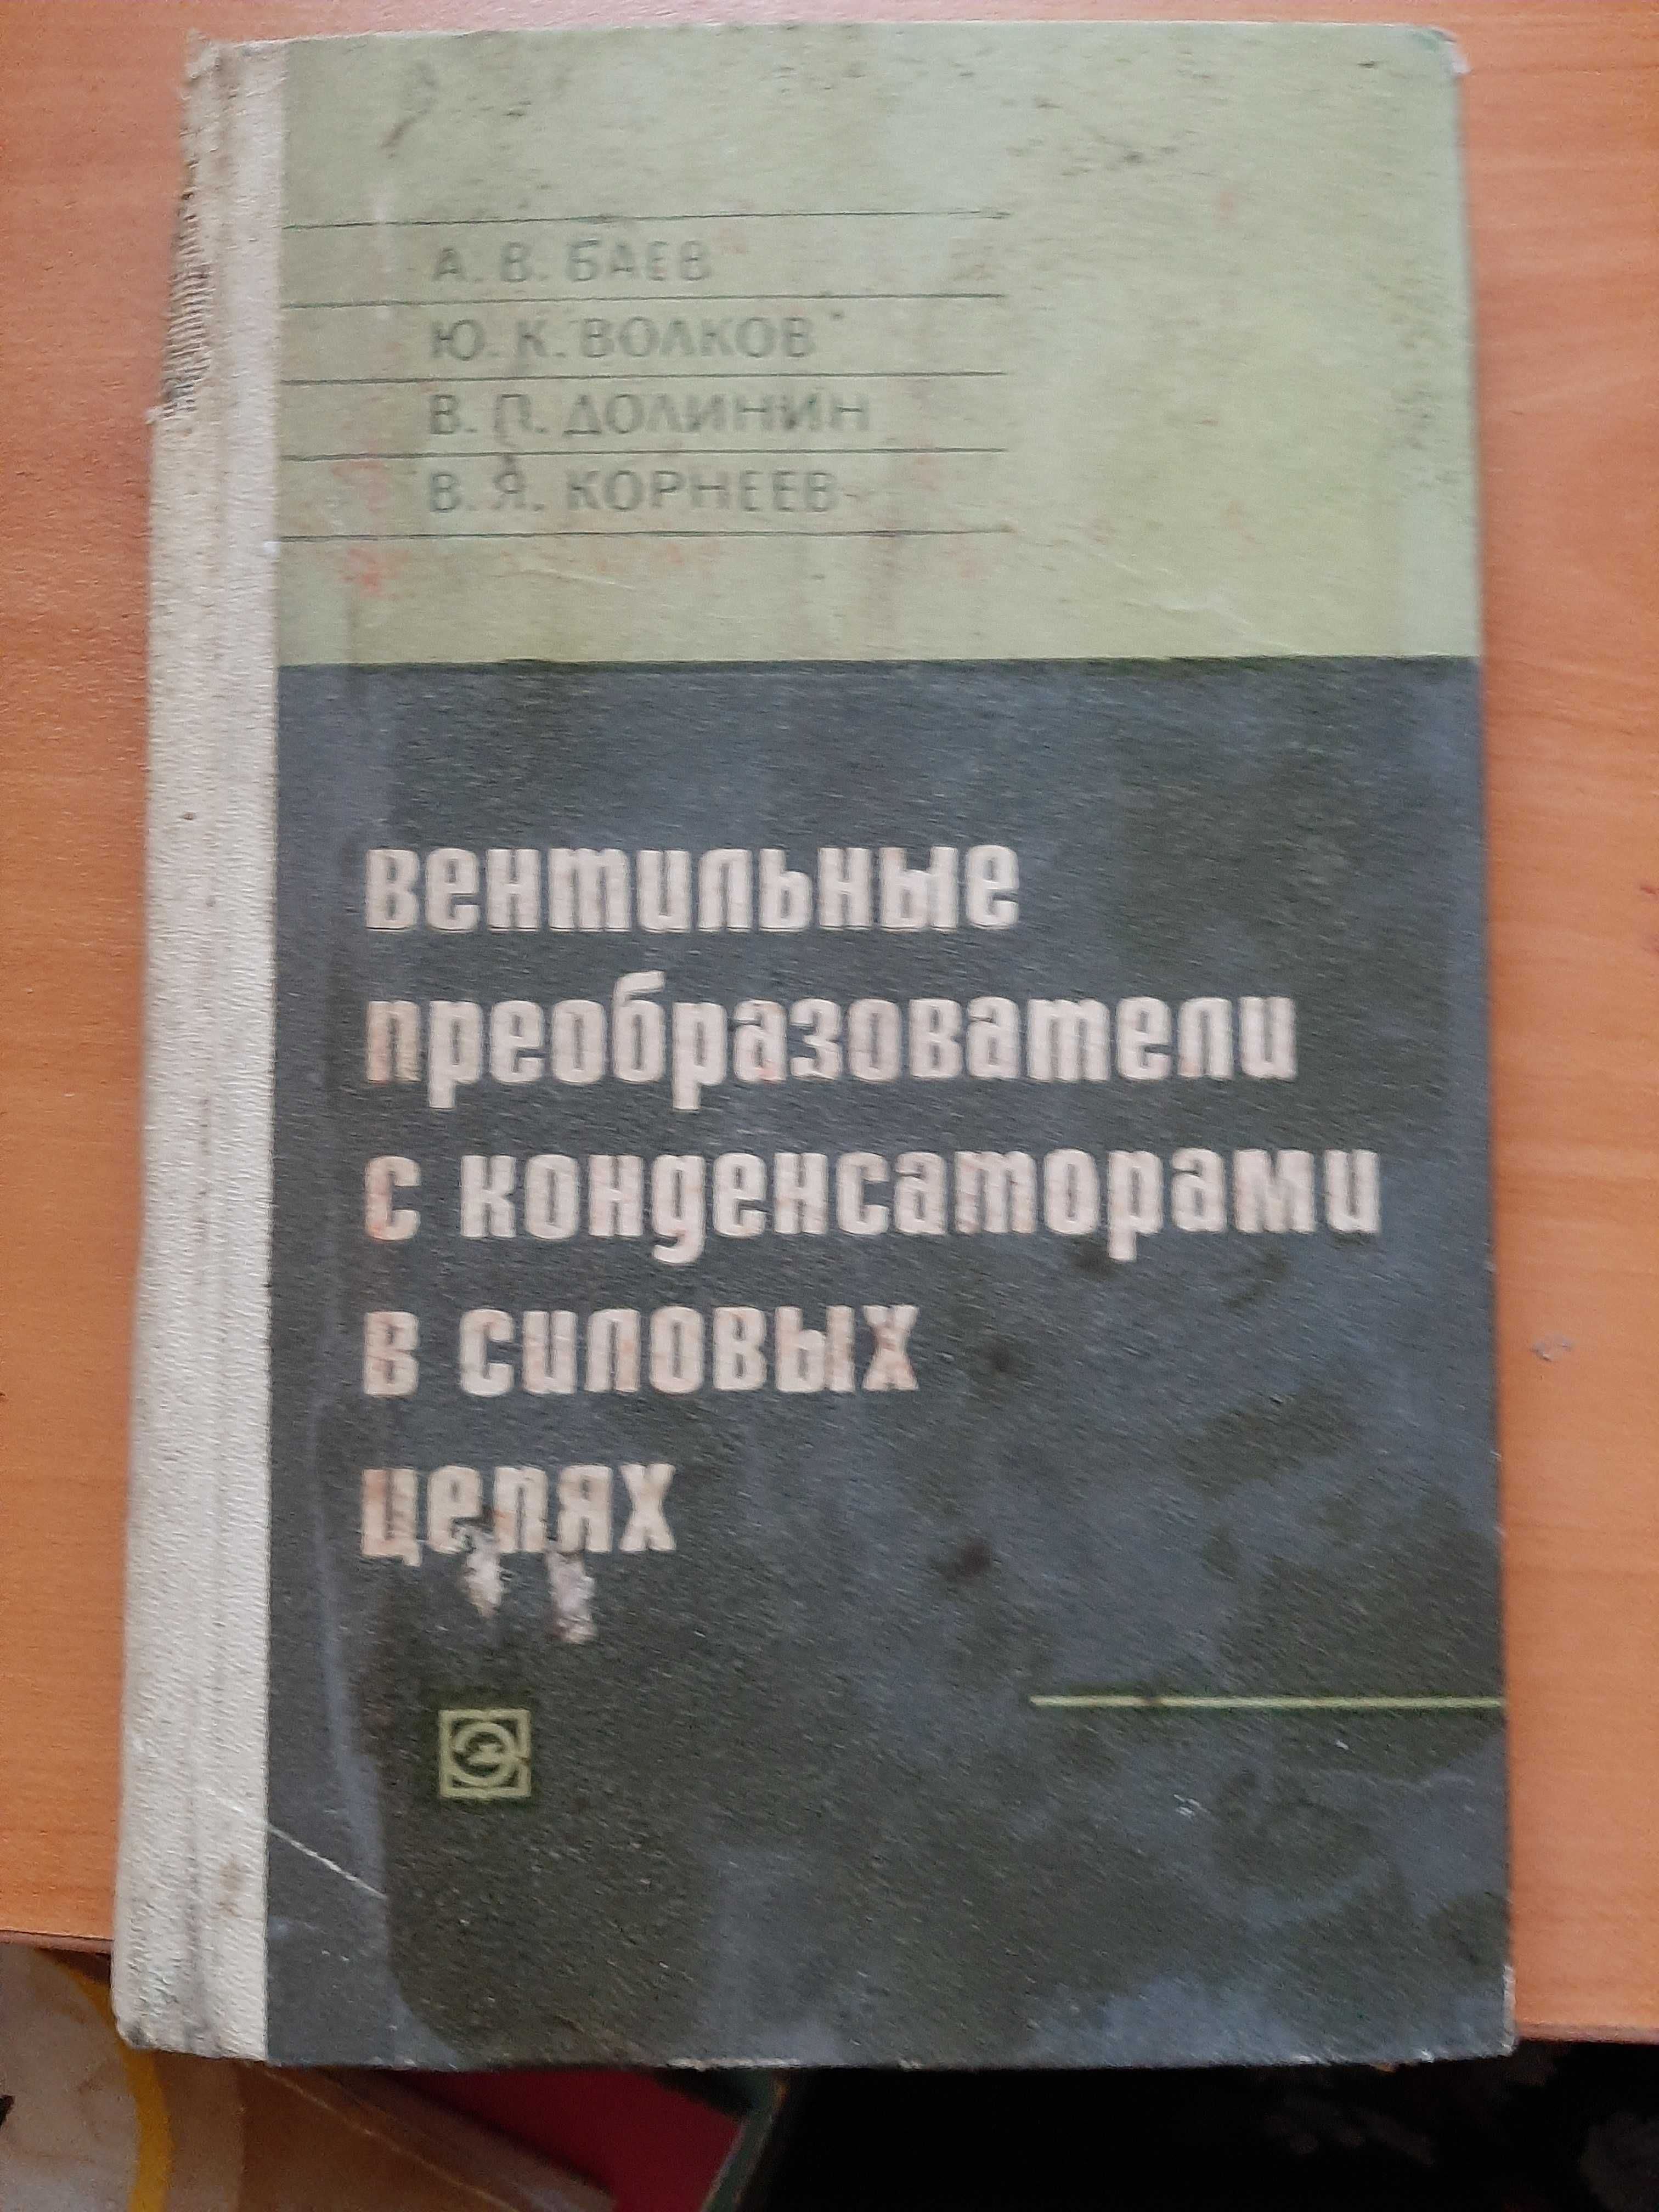 А. В. БАЕВ
Ю. К. ВОЛКОВ
В. П. ДОЛИНИН
В. Я. КОРНЕЕВ
вентильные
преобразователи
с конденсаторами
в силовых
цепях